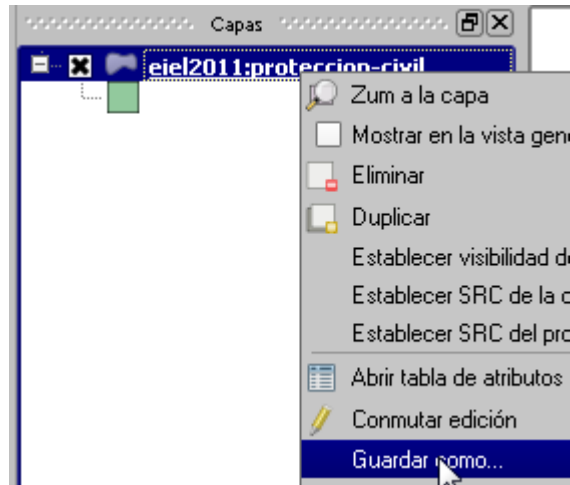 Capas
eiel2011:proteccion-civil
Zum a la capa
Mostrar en la vista gen
Eliminar
Duplicar
Establecer visibilidad d
Establecer SRC de la
Establecer SRC del pro
Abrir tabla de atributos
Conmutar edición
Guardar como...